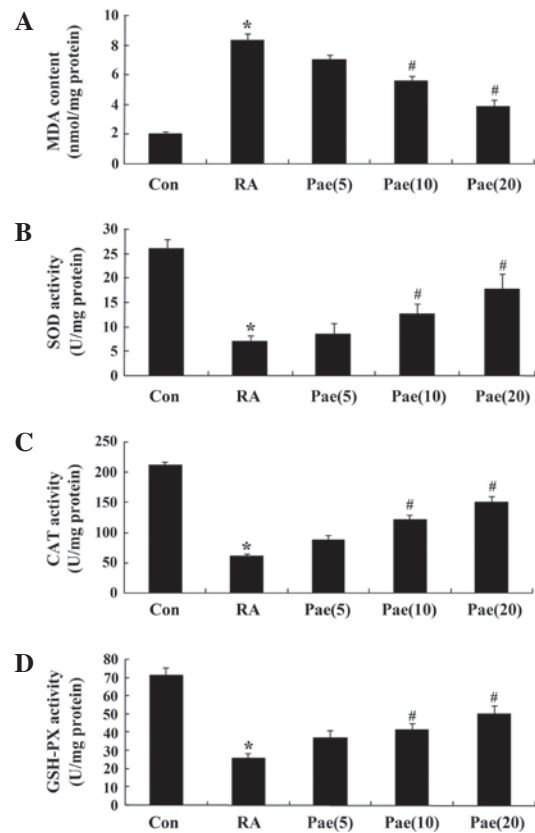 A
MDA content
(nmol/mg protein)
10
8
6
4
2
0
*
#
#
Con RA Pae(5) Pae(10) Pae(20)
B
SOD activity
(U/mg protein)
30
25
20
15
10
5
0
*
#
#
Con RA Pae(5) Pae(10) Pae(20)
C
CAT activity
(U/mg protein)
250
200
150
100
50
0
*
#
#
Con RA Pae(5) Pae(10) Pae(20)
D
GSH-PX activity
(U/mg protein)
80
70
60
50
40
30
20
10
0
*
#
#
Con RA Pae(5) Pae(10) Pae(20)